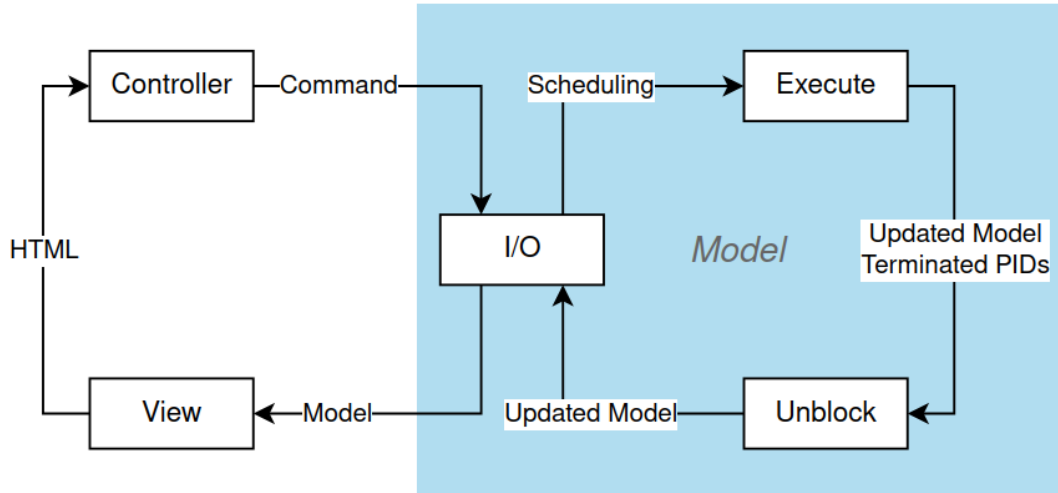 Controller
Command
Scheduling
Execute
HTML
I/O
Model
Updated Model
Terminated PIDs
View
Model
Updated Model
Unblock